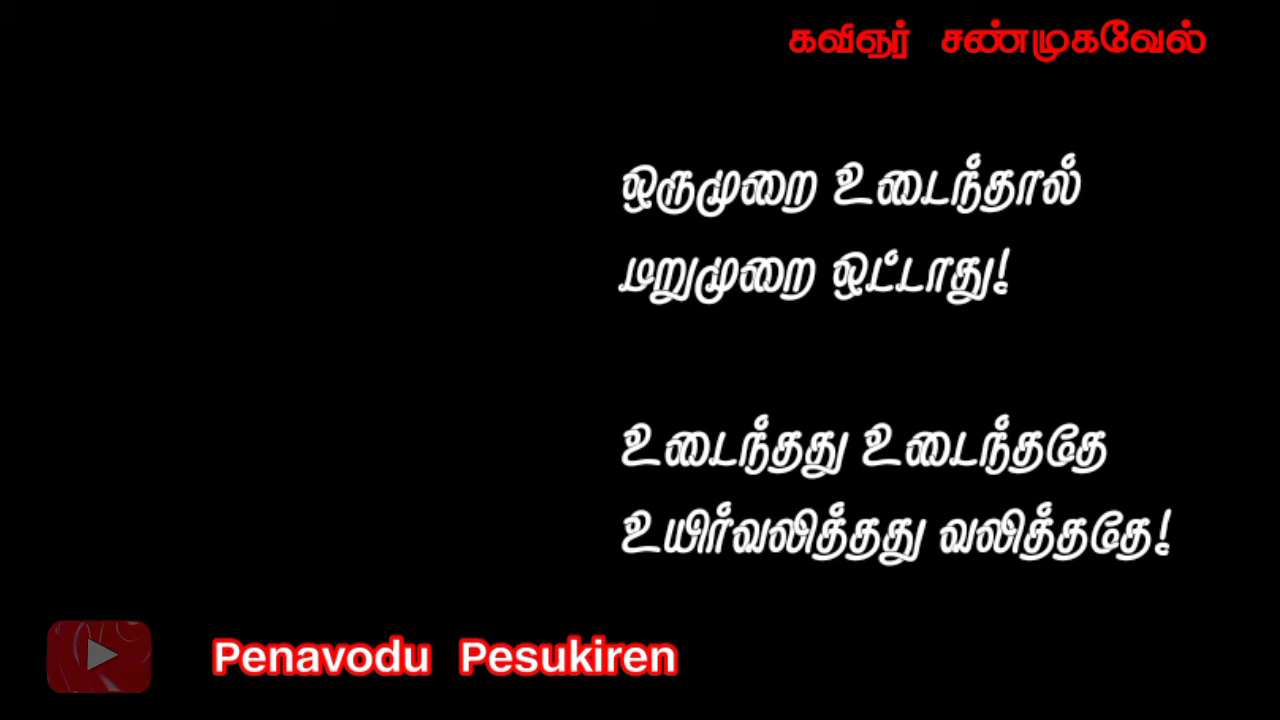 கவிஞர் சண்முகவேல்
ஒருமுறை உடைந்தால்
மறுமுறை ஒட்டாது!
உடைந்தது உடைந்ததே
உயிர்வலித்தது வலித்ததே!
Penavodu Pesukiren